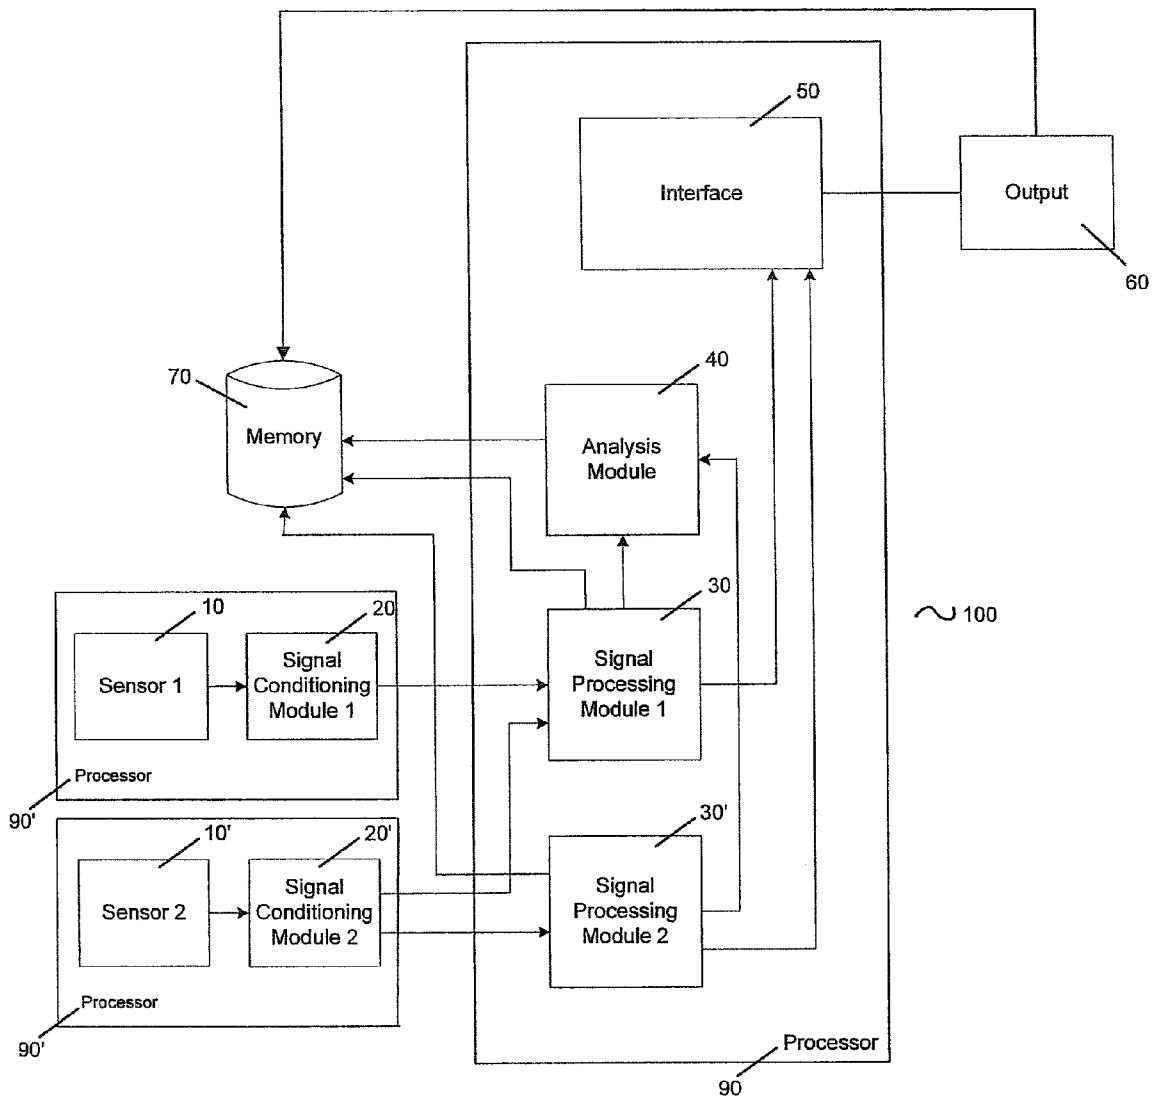 50
Interface
Output
60
40
70
Memory
Analysis
Module
10
20
30
100
Sensor 1
Signal
Conditioning
Module 1
Signal
Processing
Module 1
Processor
90'
10'
20'
30'
Sensor 2
Signal
Conditioning
Module 2
Signal
Processing
Module 2
Processor
90'
Processor
90